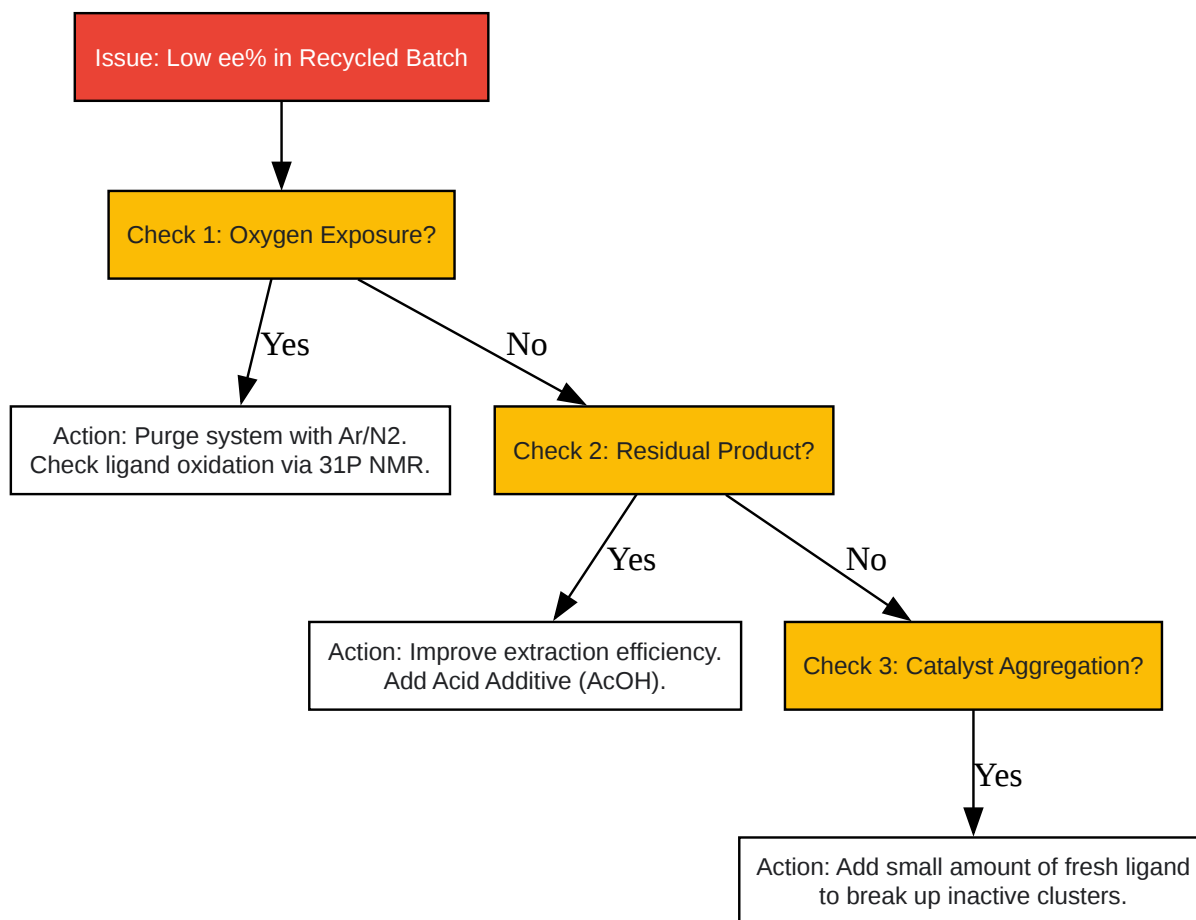 Issue: Low ee% in Recycled Batch
Check 1: Oxygen Exposure?
Yes
No
Action: Purge system with Ar/N2.
Check ligand oxidation via 31P NMR.
Check 2: Residual Product?
Yes
No
Action: Improve extraction efficiency.
Add Acid Additive (AcOH).
Check 3: Catalyst Aggregation?
Yes
Action: Add small amount of fresh ligand
to break up inactive clusters.